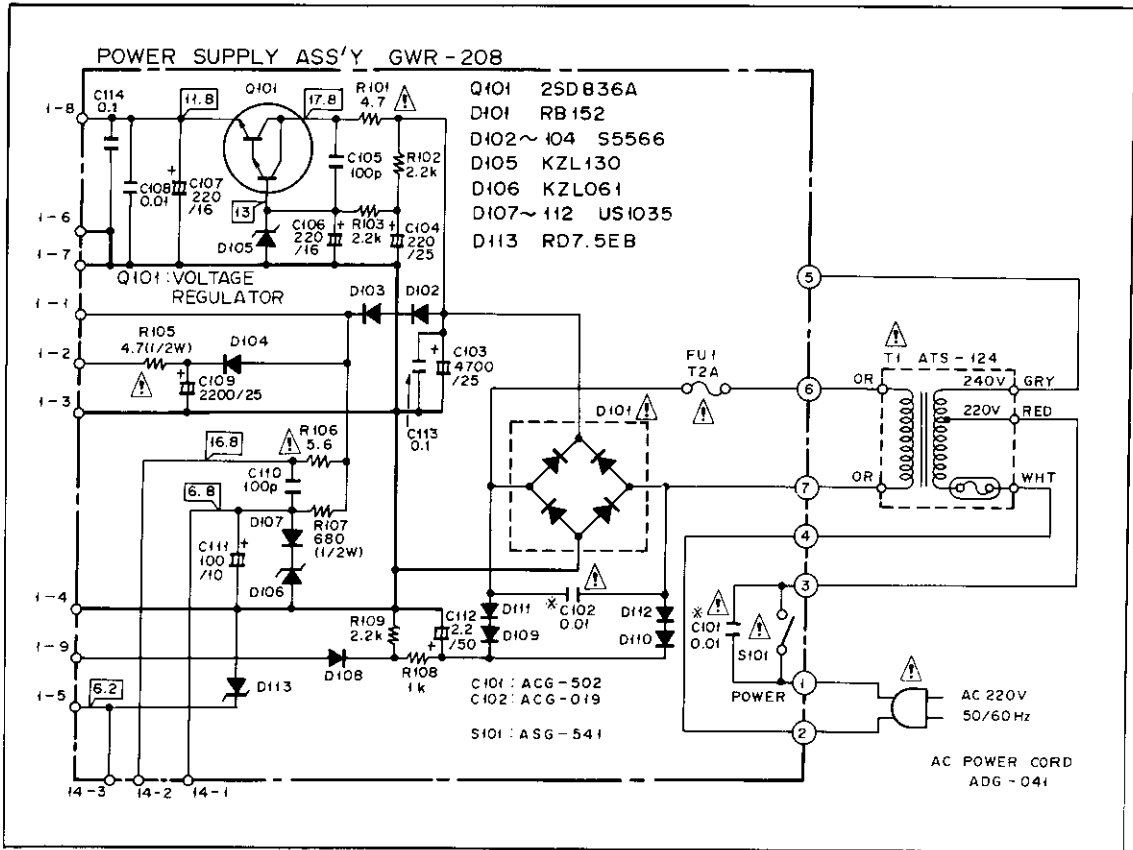 POWER SUPPLY ASS'Y GWR-208
Q101 2SD836A
D101 RB152
D102~104 S5566
D105 KZL130
D106 KZL061
D107~112 US1035
D113 RD7.5EB
1-8
C114
0.1
11.8
Q101
17.8
R101
4.7
C105
100p
R102
2.2k
C108
0.01
C107
220
/16
13
D105
C106
220
/16
R103
2.2k
C104
220
/25
1-6
1-7
Q101:VOLTAGE
REGULATOR
1-1
D103
D102
1-2
R105
4.7(1/2W)
D104
C109
2200/25
C103
4700
/25
1-3
C113
0.1
16.8
R106
5.6
C110
100p
6.8
D107
R107
680
(1/2W)
C111
100
/10
D106
1-4
R109
2.2k
C112
2.2
/50
1-9
D108
R108
1k
1-5
6.2
D113
14-3
14-2
14-1
FU1
T2A
D101
D111
D109
* C102
0.01
D112
D110
C101:ACG-502
C102:ACG-019
S101:ASG-541
5
6
7
4
3
1
2
T1 ATS-124
OR
240V
GRY
220V
RED
OR
WHT
* C101
0.01
S101
POWER
AC 220V
50/60Hz
AC POWER CORD
ADG-041